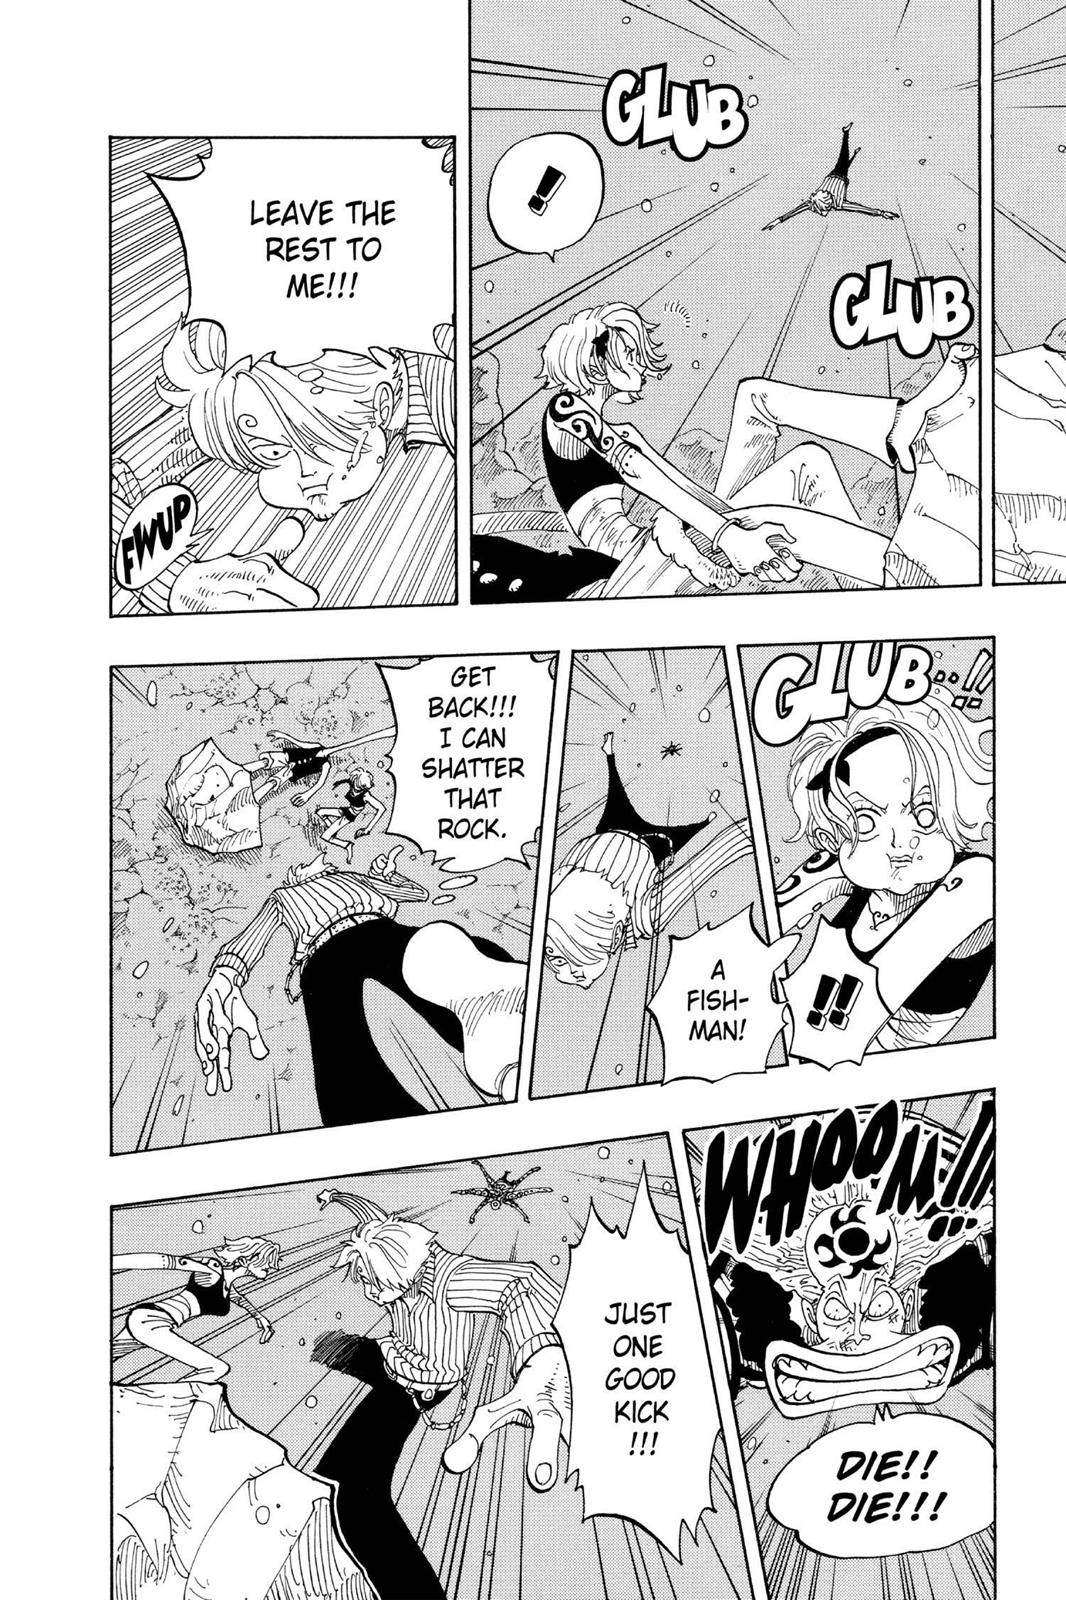 GLUB
!!
GLUB
LEAVE THE
REST TO
ME!!!
FWUP
GLUB..!!
!!
A
FISH-
MAN!
GET
BACK!!!
I CAN
SHATTER
THAT
ROCK.
WHOOM!!!
DIE!!
DIE!!!
JUST
ONE
GOOD
KICK
!!!